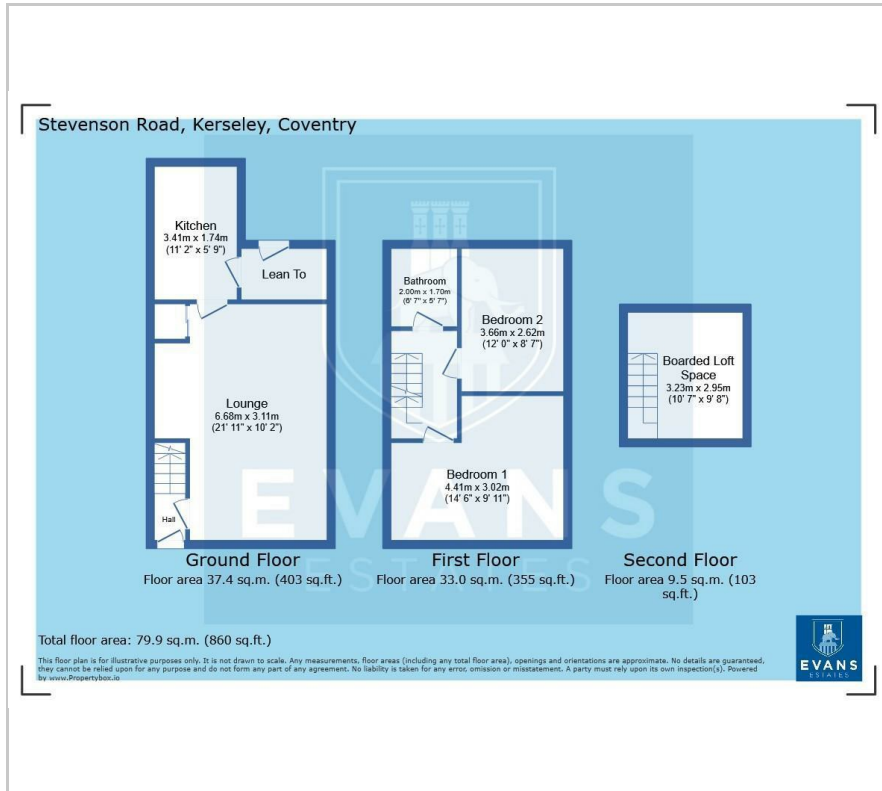 Stevenson Road, Kerseley, Coventry
Kitchen
3.41m x 1.74m
(11' 2" x 5' 9")
Lean To
Lounge
6.68m x 3.11m
(21' 11" x 10' 2")
Hall
Ground Floor
Floor area 37.4 sq.m. (403 sq.ft.)
Bathroom
2.00m x 1.70m
(6' 7" x 5' 7")
Bedroom 2
3.66m x 2.62m
(12' 0" x 8' 7")
Bedroom 1
4.41m x 3.02m
(14' 6" x 9' 11")
First Floor
Floor area 33.0 sq.m. (355 sq.ft.)
Boarded Loft
Space
3.23m x 2.95m
(10' 7" x 9' 8")
Second Floor
Floor area 9.5 sq.m. (103
sq.ft.)
EVANS
ESTATES
Total floor area: 79.9 sq.m. (860 sq.ft.)
This floor plan is for illustrative purposes only. It is not drawn to scale. Any measurements, floor areas (including any total floor area), openings and orientations are approximate. No details are guaranteed,
they cannot be relied upon for any purpose and do not form any part of any agreement. No liability is taken for any error, omission or misstatement. A party must rely upon its own inspection(s). Powered
by www.Propertybox.io
EVANS
ESTATES